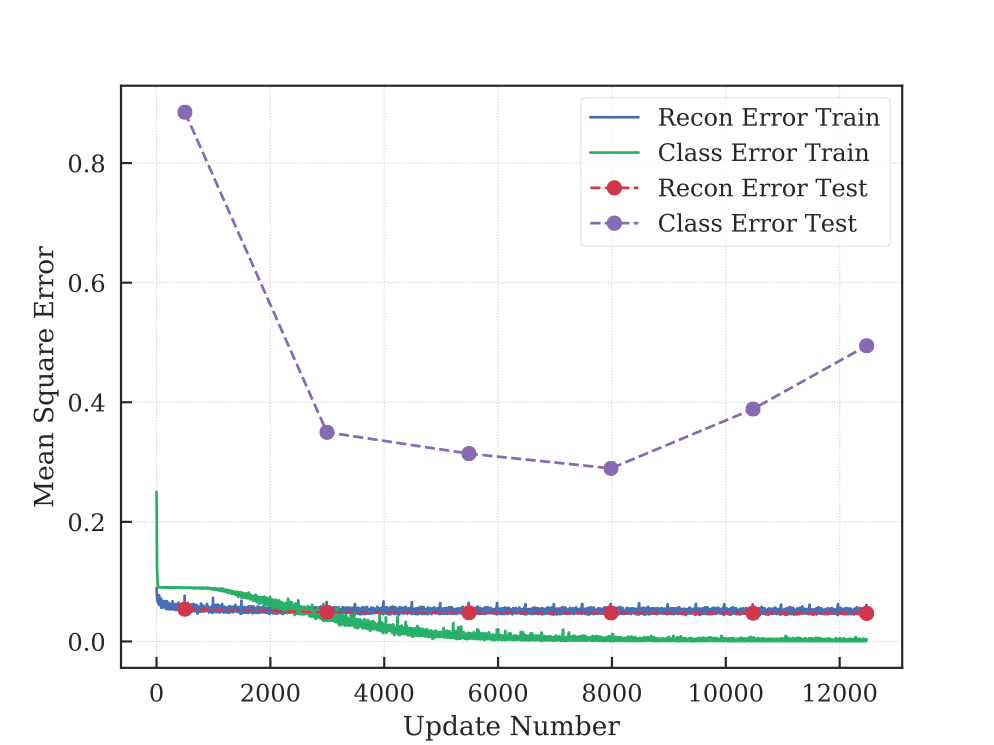 Recon Error Train
Class Error Train
Recon Error Test
Class Error Test
0.8
0.6
0.4
0.2
0.0
Mean Square Error
0 2000 4000 6000 8000 10000 12000
Update Number